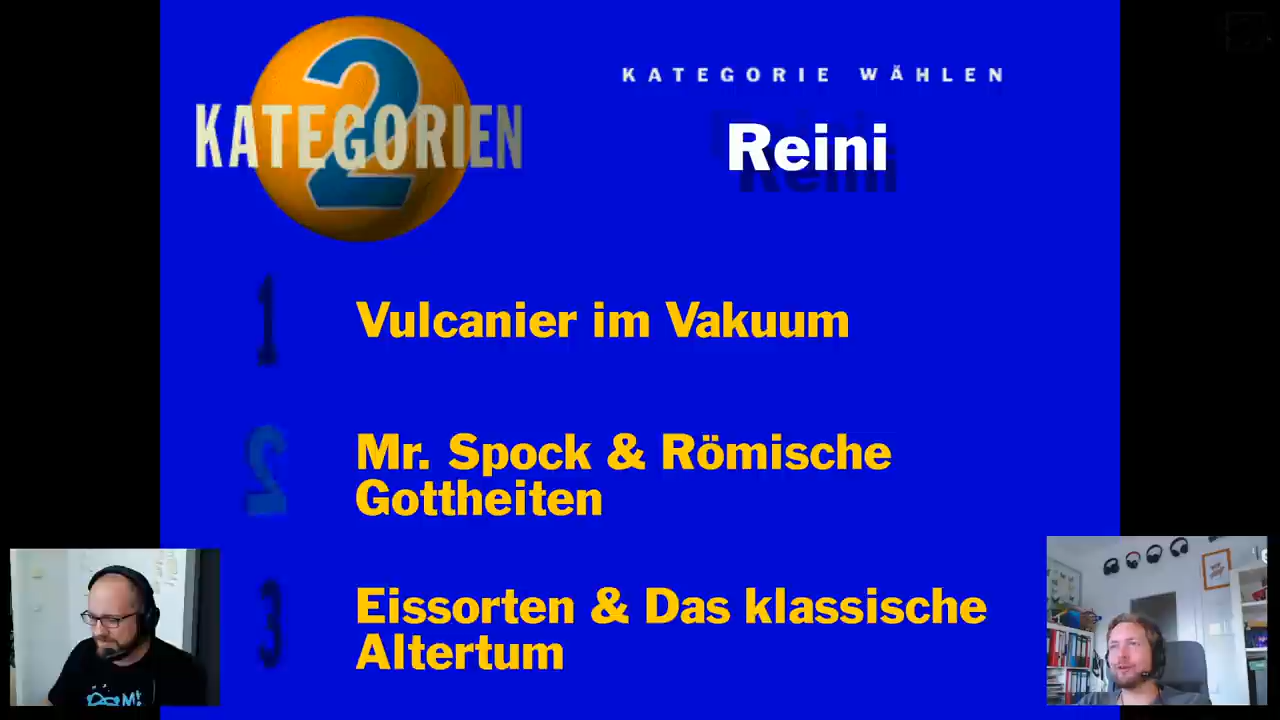 2
KATEGORIEN
KATEGORIE WÄHLEN
Reini
1
Vulcanier im Vakuum
2
Mr. Spock & Römische
Gottheiten
3
Eissorten & Das klassische
Altertum